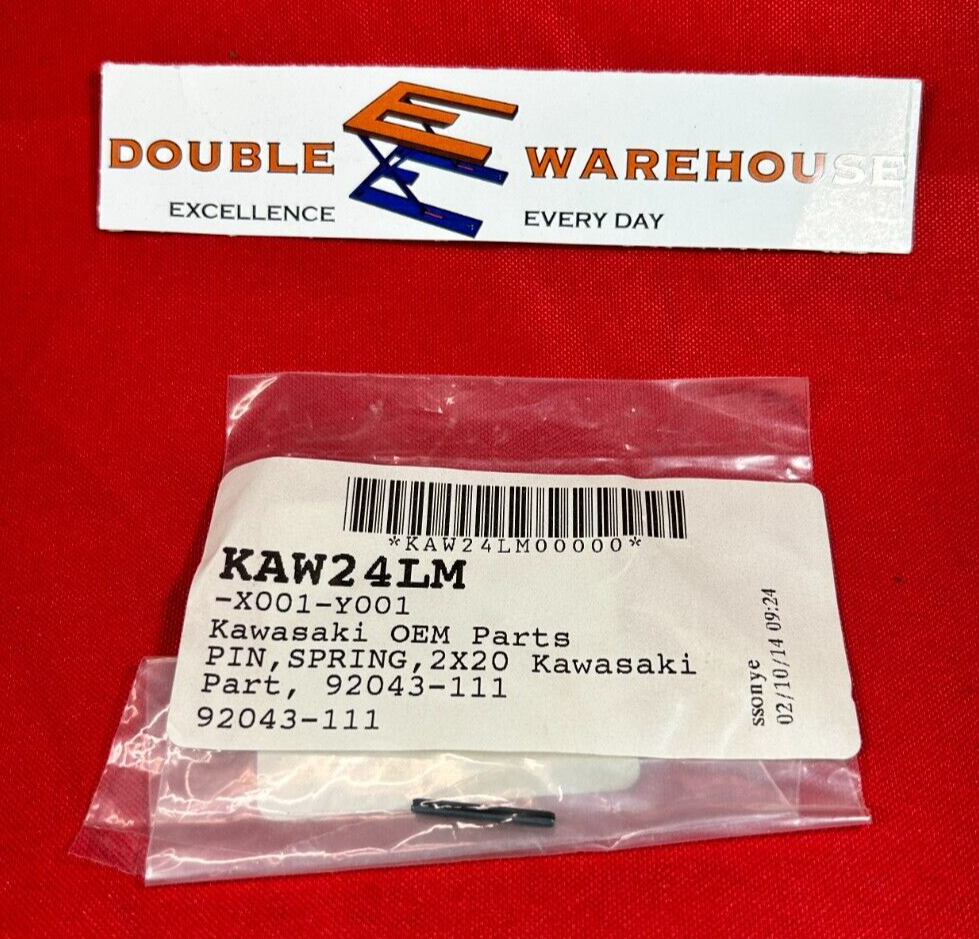 DOUBLE EE WAREHOUSE
EXCELLENCE EVERY DAY
*KAW24LM00000*
KAW24LM
-X001-Y001
Kawasaki OEM Parts
PIN,SPRING,2X20 Kawasaki
Part, 92043-111
92043-111
ssonye
02/10/14 09:24